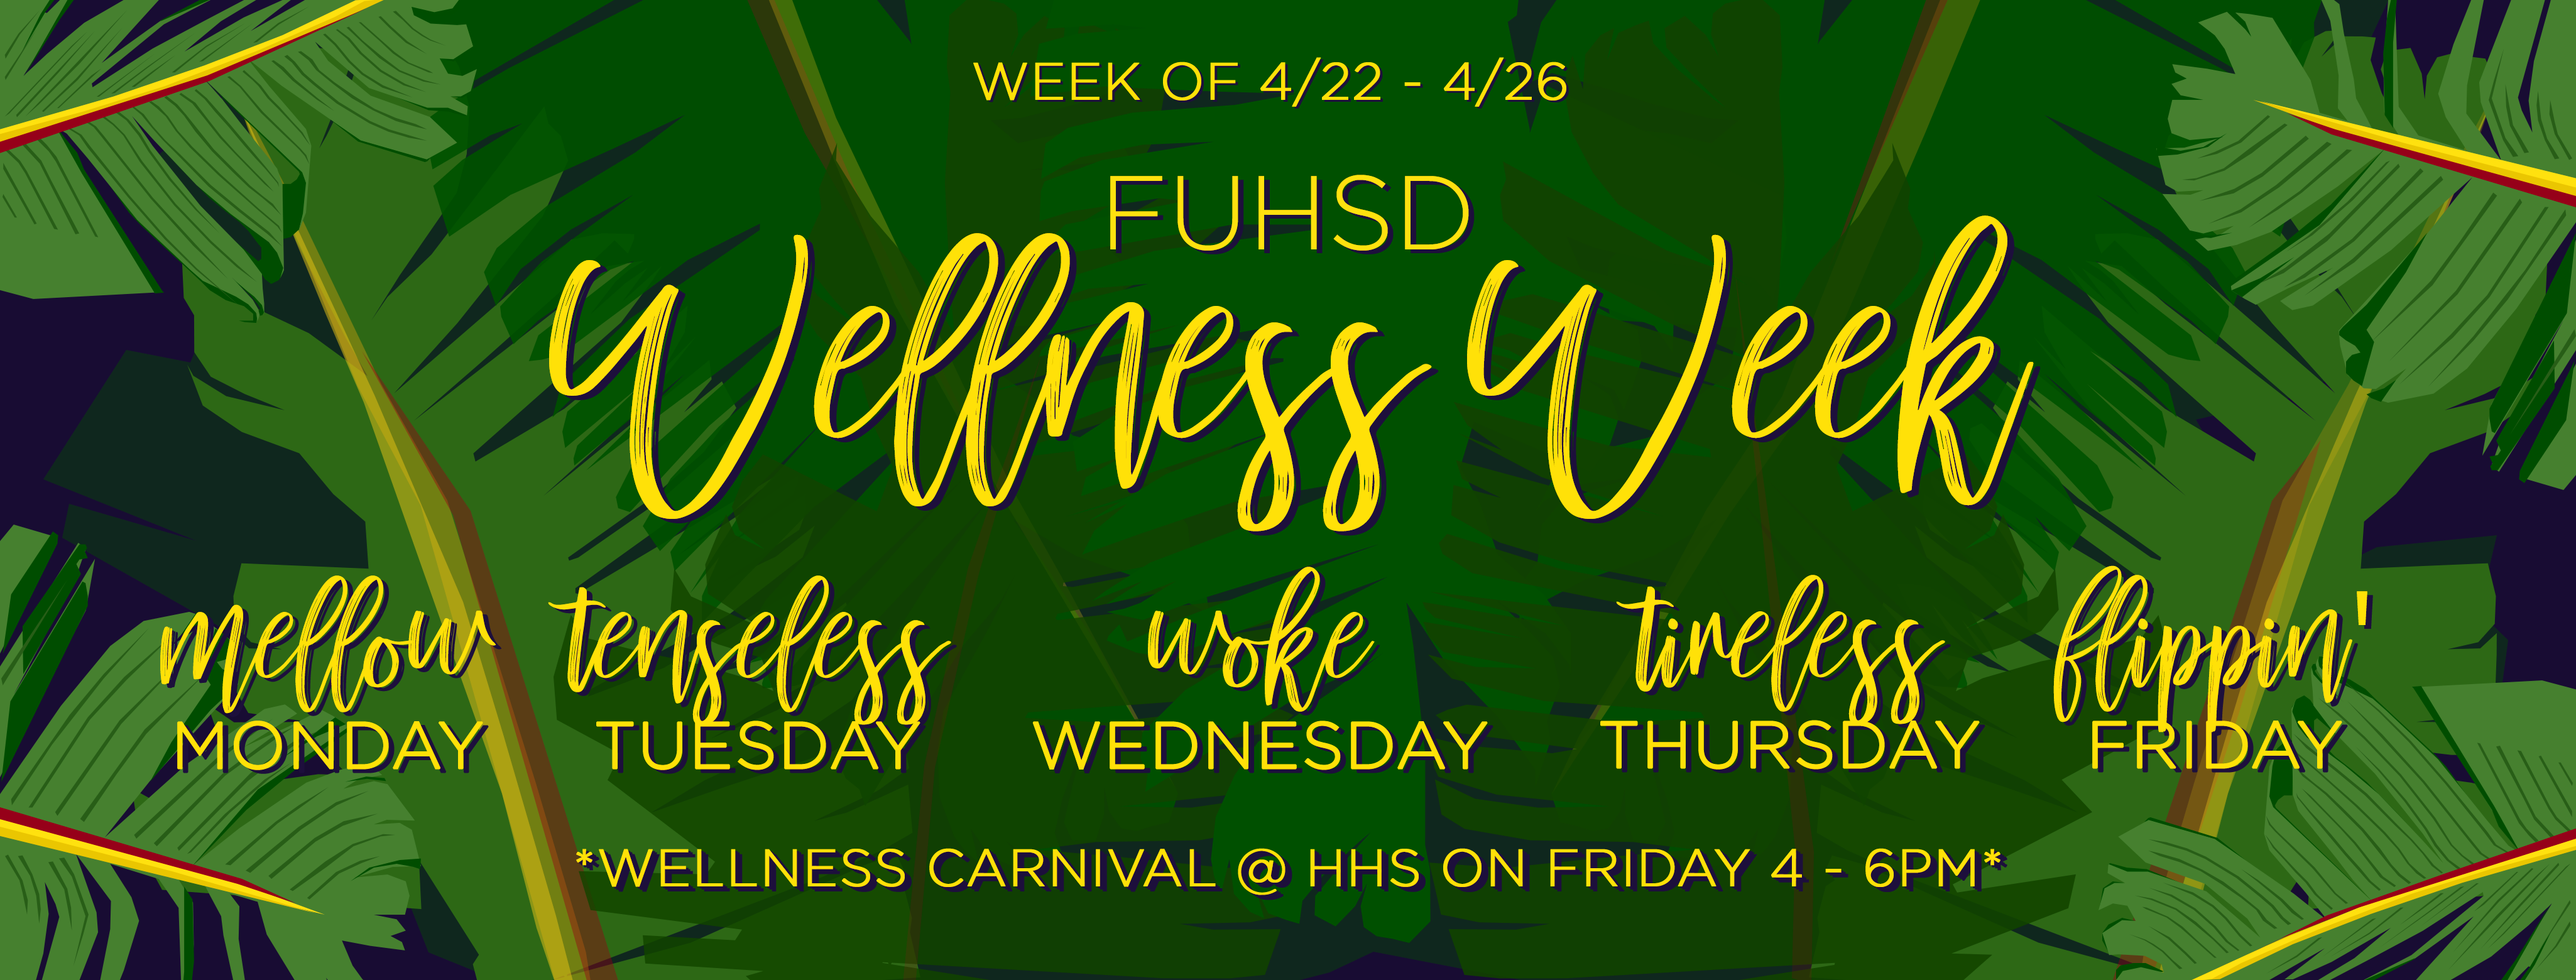 WEEK OF 4/22 - 4/26
FUHSD
Wellness Week
mellow tenseless woke tireless flippin'
MONDAY TUESDAY WEDNESDAY THURSDAY FRIDAY
*WELLNESS CARNIVAL @ HHS ON FRIDAY 4 - 6PM*